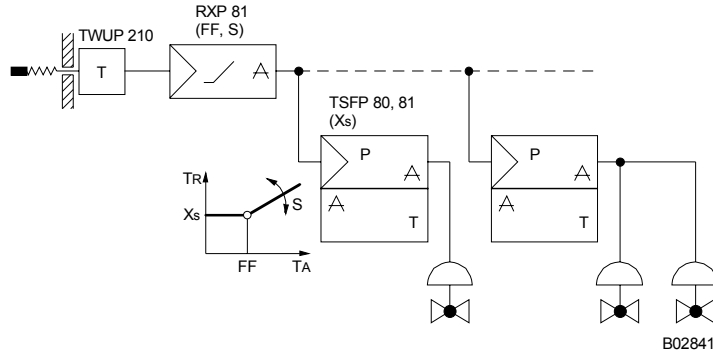 RXP 81
(FF, S)
TWUP 210
T
A
TSFP 80, 81
(Xs)
P
A
A
T
P
A
A
T
TR
Xs
S
FF
TA
B02841